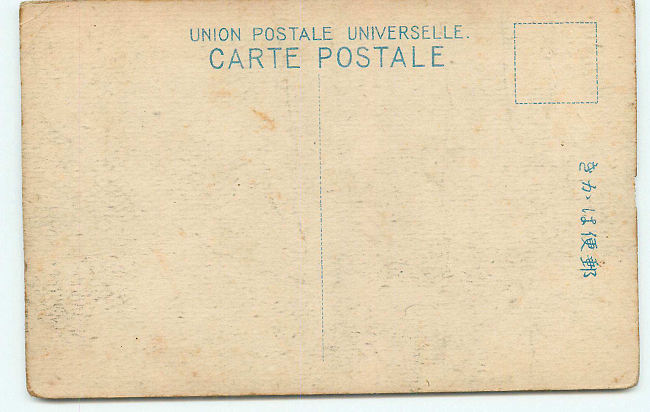 UNION POSTALE UNIVERSELLE.
CARTE POSTALE
郵便はかき